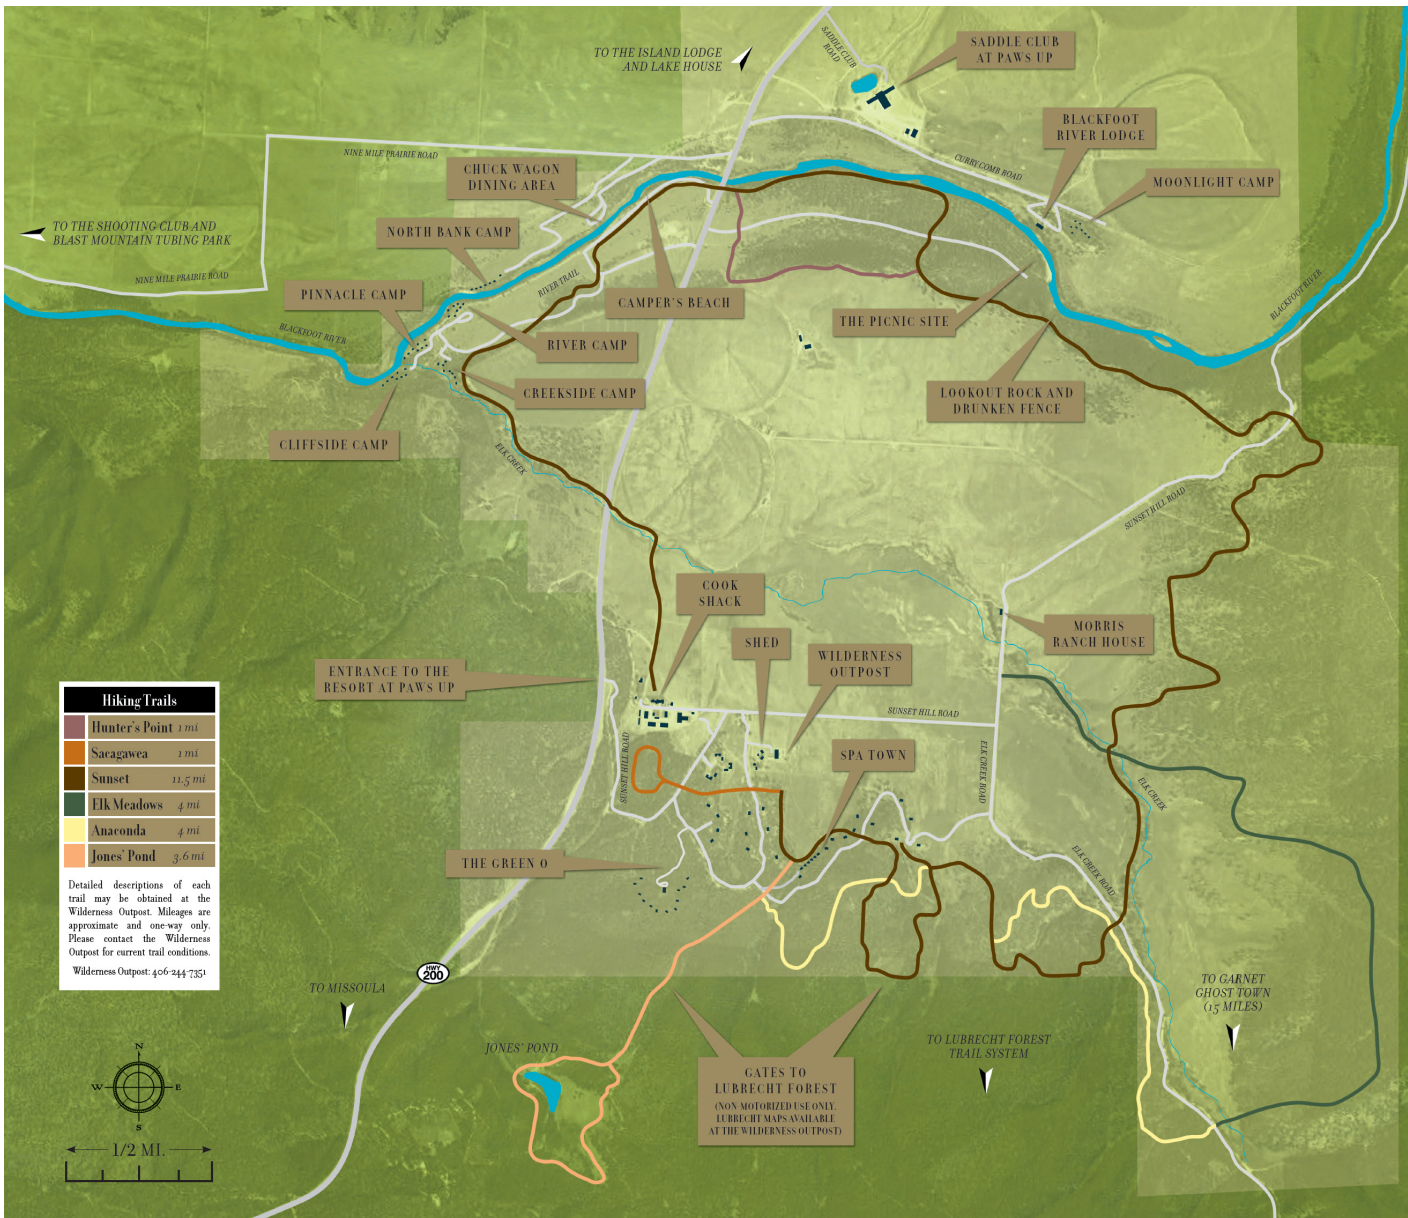 TO THE ISLAND LODGE
AND LAKE HOUSE
SADDLE CLUB
ROAD
SADDLE CLUB
AT PAWS UP
BLACKFOOT
RIVER LODGE
NINE MILE PRAIRIE ROAD
CHUCK WAGON
DINING AREA
CURRY COMB ROAD
MOONLIGHT CAMP
TO THE SHOOTING CLUB AND
BLAST MOUNTAIN TUBING PARK
NORTH BANK CAMP
NINE MILE PRAIRIE ROAD
RIVER TRAIL
PINNACLE CAMP
CAMPER'S BEACH
BLACKFOOT RIVER
THE PICNIC SITE
BLACKFOOT RIVER
RIVER CAMP
CREEKSIDE CAMP
LOOKOUT ROCK AND
DRUNKEN FENCE
CLIFFSIDE CAMP
ELK CREEK
SUNSET HILL ROAD
COOK
SHACK
SHED
WILDERNESS
OUTPOST
MORRIS
RANCH HOUSE
ENTRANCE TO THE
RESORT AT PAWS UP
SUNSET HILL ROAD
SUNSET HILL ROAD
SPA TOWN
ELK CREEK ROAD
ELK CREEK
Hiking Trails
Hunter's Point 1 mi
Sacagawea 1 mi
Sunset 11.5 mi
Elk Meadows 4 mi
Anaconda 4 mi
Jones' Pond 3.6 mi
Detailed descriptions of each
trail may be obtained at the
Wilderness Outpost. Mileages are
approximate and one-way only.
Please contact the Wilderness
Outpost for current trail conditions.
Wilderness Outpost: 406-244-7351
THE GREEN O
ELK CREEK ROAD
HWY
200
TO MISSOULA
TO GARNET
GHOST TOWN
(15 MILES)
JONES' POND
TO LUBRECHT FOREST
TRAIL SYSTEM
GATES TO
LUBRECHT FOREST
(NON-MOTORIZED USE ONLY.
LUBRECHT MAPS AVAILABLE
AT THE WILDERNESS OUTPOST)
N
W
E
S
1/2 MI.